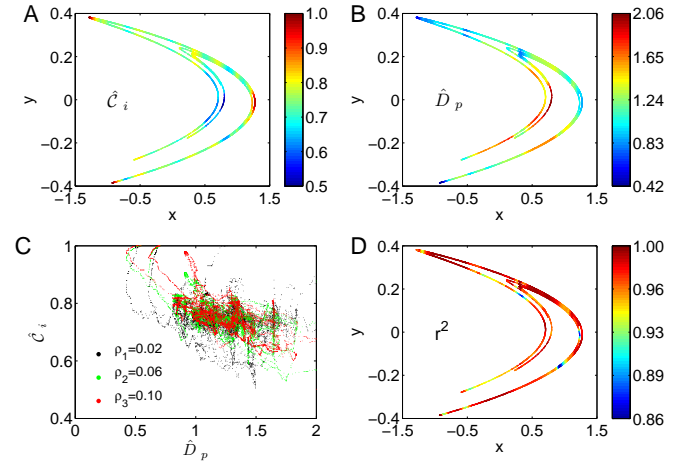 A
B
0.4
0.2
0
−0.2
−0.4
y
Ĉ i
−1.5
−0.5
0.5
1.5
x
1.0
0.9
0.8
0.7
0.6
0.5
0.4
0.2
0
−0.2
−0.4
y
D̂ p
−1.5
−0.5
0.5
1.5
x
2.06
1.65
1.24
0.83
0.42
C
D
1
0.8
0.6
0.4
Ĉ i
ρ1=0.02
ρ2=0.06
ρ3=0.10
0
0.5
1
1.5
2
D̂ p
0.4
0.2
0
−0.2
−0.4
y
r2
−1.5
−0.5
0.5
1.5
x
1.00
0.96
0.93
0.89
0.86